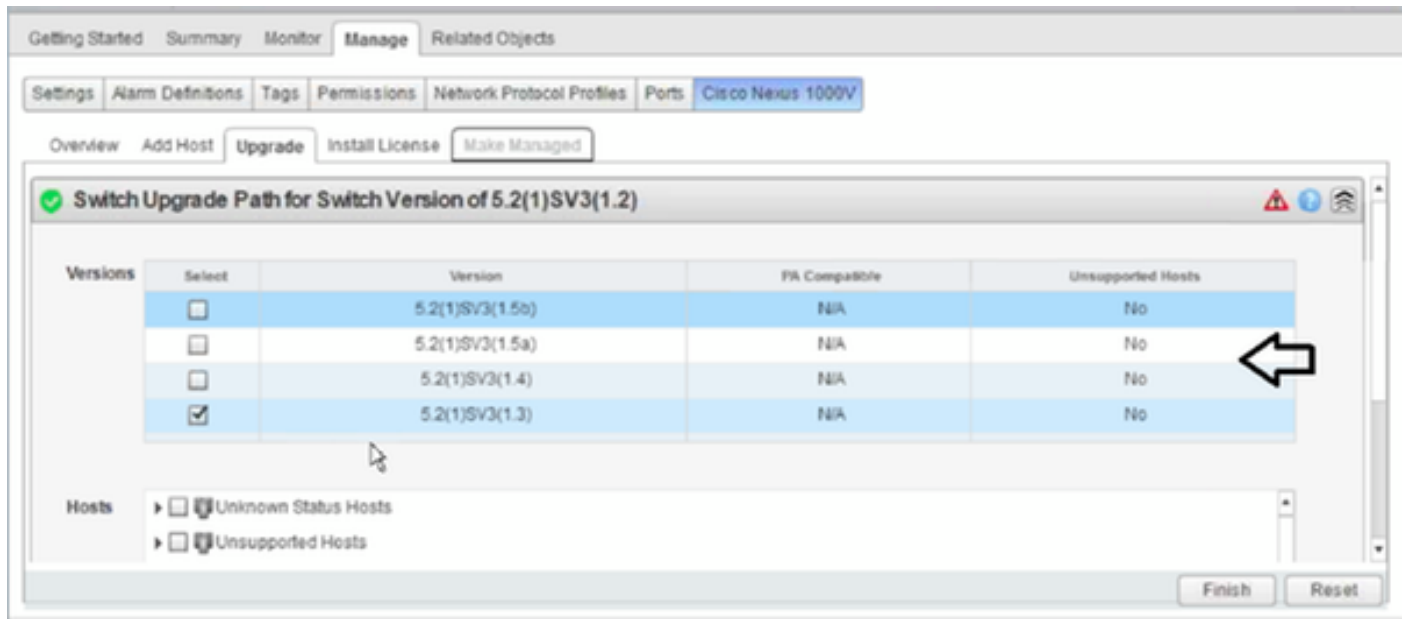 Getting Started Summary Monitor Manage Related Objects
Settings Alarm Definitions Tags Permissions Network Protocol Profiles Ports Cisco Nexus 1000V
Overview Add Host Upgrade Install License Make Managed
Switch Upgrade Path for Switch Version of 5.2(1)SV3(1.2)
Versions Select Version PA Compatible Unsupported Hosts
5.2(1)SV3(1.5b) N/A No
5.2(1)SV3(1.5a) N/A No
5.2(1)SV3(1.4) N/A No
5.2(1)SV3(1.3) N/A No
Hosts Unknown Status Hosts
Unsupported Hosts
Finish Reset